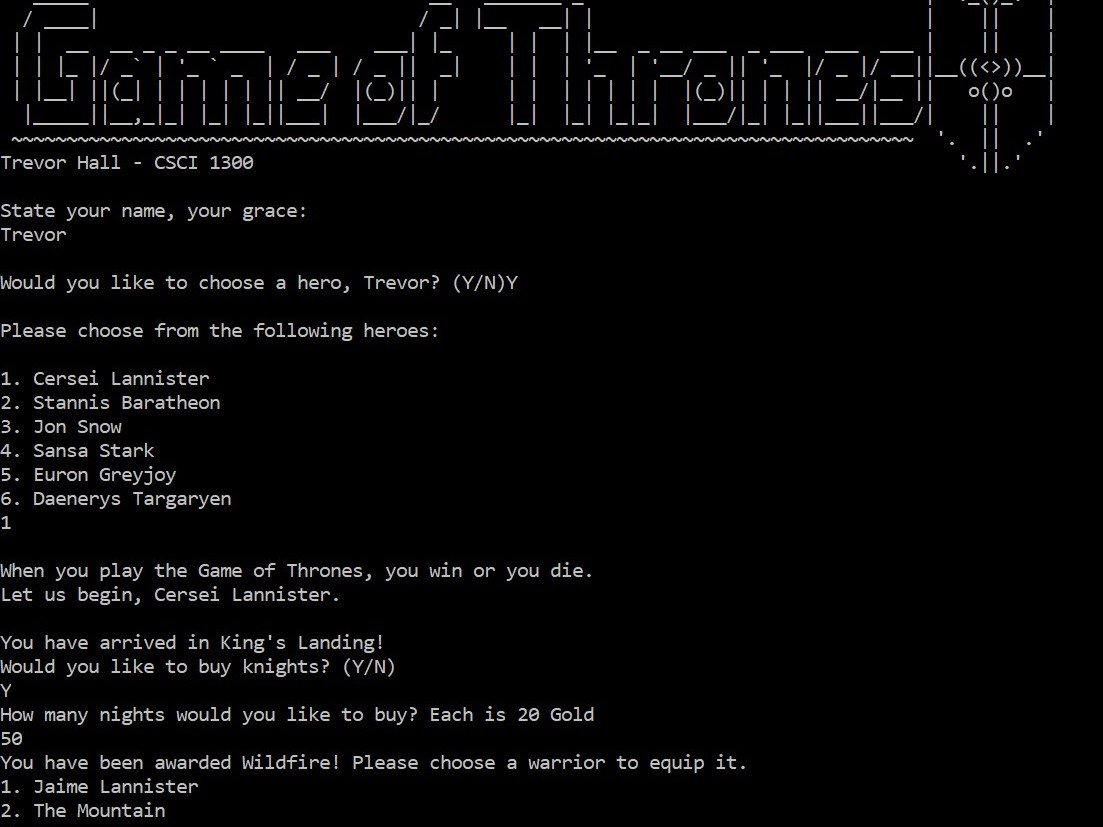 Game of Thrones
Trevor Hall - CSCI 1300
State your name, your grace:
Trevor
Would you like to choose a hero, Trevor? (Y/N)Y
Please choose from the following heroes:
1. Cersei Lannister
2. Stannis Baratheon
3. Jon Snow
4. Sansa Stark
5. Euron Greyjoy
6. Daenerys Targaryen
1
When you play the Game of Thrones, you win or you die.
Let us begin, Cersei Lannister.
You have arrived in King's Landing!
Would you like to buy knights? (Y/N)
Y
How many nights would you like to buy? Each is 20 Gold
50
You have been awarded Wildfire! Please choose a warrior to equip it.
1. Jaime Lannister
2. The Mountain